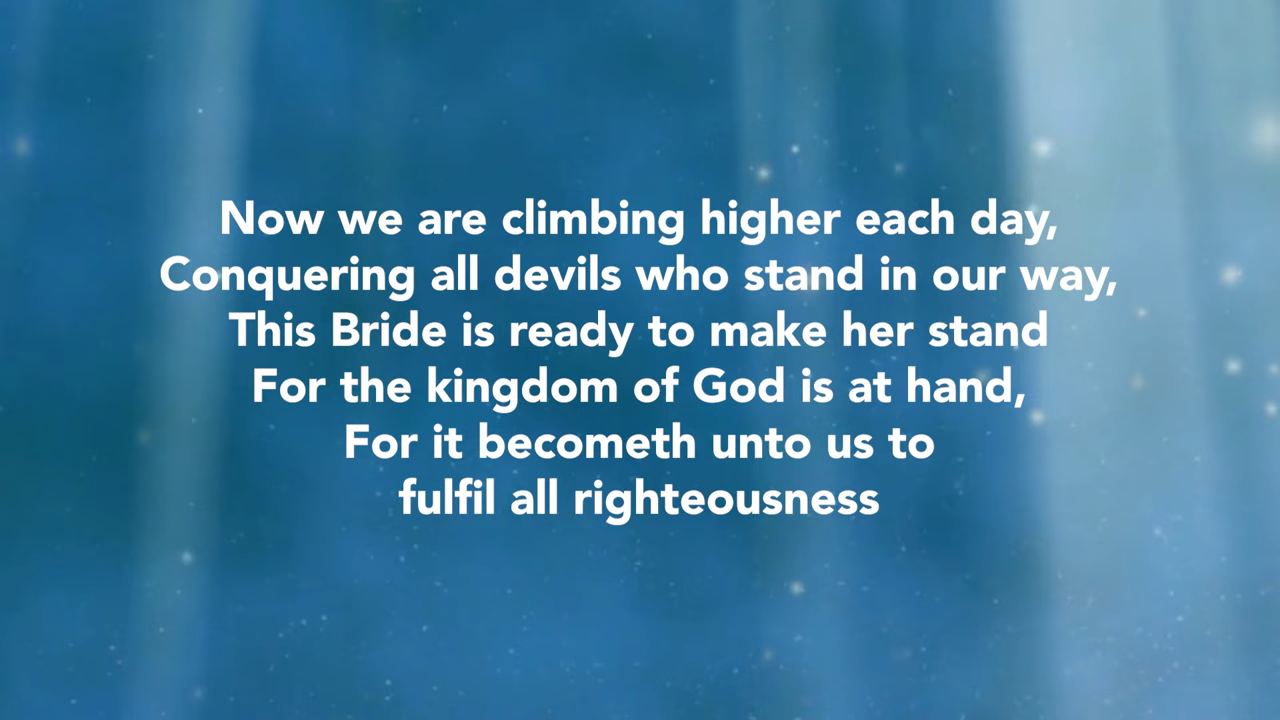 Now we are climbing higher each day,
Conquering all devils who stand in our way,
This Bride is ready to make her stand
For the kingdom of God is at hand,
For it becometh unto us to
fulfil all righteousness